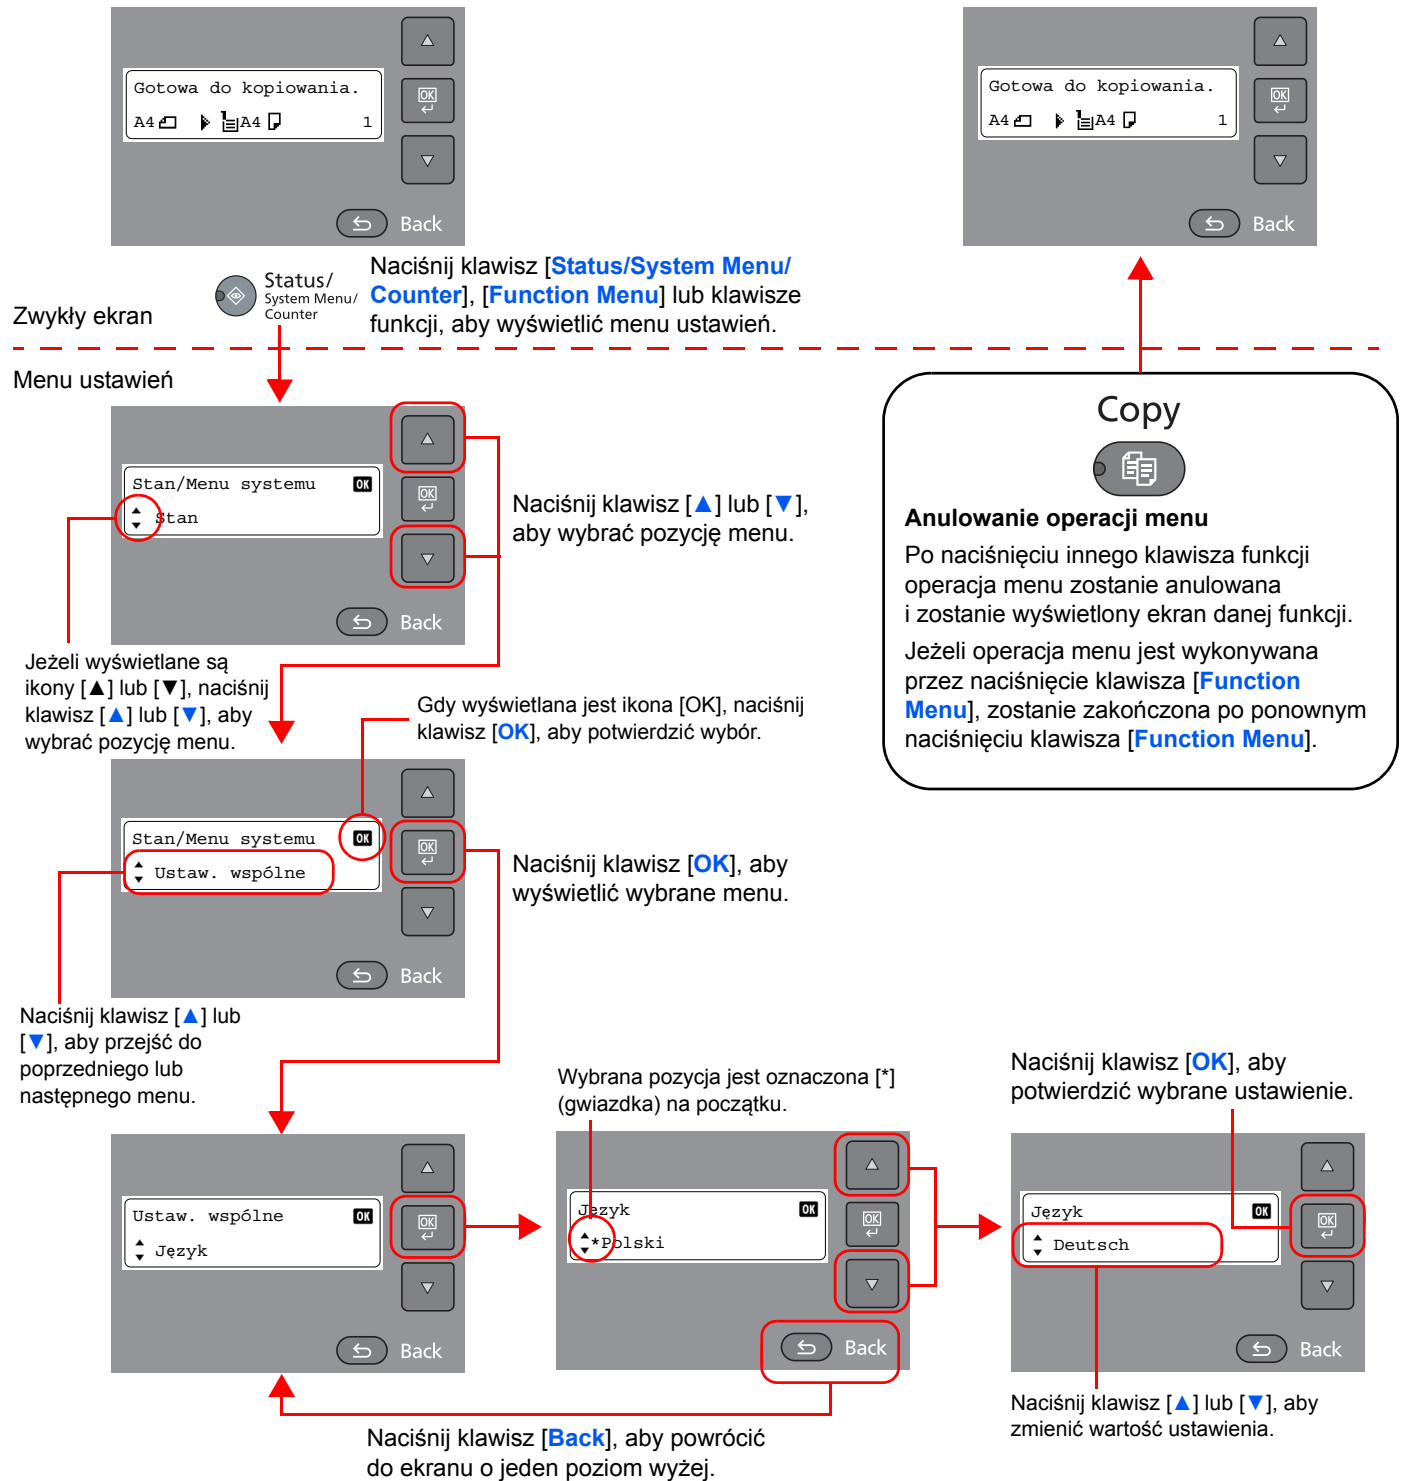 Gotowa do kopiowania.
A4 A4 1
Back
Gotowa do kopiowania.
A4 A4 1
Back
OK
OK
Status/
System Menu/
Counter
Naciśnij klawisz [Status/System Menu/
Counter], [Function Menu] lub klawisze
funkcji, aby wyświetlić menu ustawień.
Zwykły ekran
Menu ustawień
Stan/Menu systemu OK
Stan
OK
Back
Naciśnij klawisz [▲] lub [▼],
aby wybrać pozycję menu.
Copy
Anulowanie operacji menu
Po naciśnięciu innego klawisza funkcji
operacja menu zostanie anulowana
i zostanie wyświetlony ekran danej funkcji.
Jeżeli operacja menu jest wykonywana
przez naciśnięcie klawisza [Function
Menu], zostanie zakończona po ponownym
naciśnięciu klawisza [Function Menu].
Jeżeli wyświetlane są
ikony [▲] lub [▼], naciśnij
klawisz [▲] lub [▼], aby
wybrać pozycję menu.
Gdy wyświetlana jest ikona [OK], naciśnij
klawisz [OK], aby potwierdzić wybór.
Stan/Menu systemu OK
Ustaw. wspólne
OK
Back
Naciśnij klawisz [OK], aby
wyświetlić wybrane menu.
Naciśnij klawisz [▲] lub
[▼], aby przejść do
poprzedniego lub
następnego menu.
Wybrana pozycja jest oznaczona [*]
(gwiazdka) na początku.
Naciśnij klawisz [OK], aby
potwierdzić wybrane ustawienie.
Ustaw. wspólne OK
Język
OK
Back
Język OK
*Polski
OK
Back
Język OK
Deutsch
OK
Back
Naciśnij klawisz [▲] lub [▼], aby
zmienić wartość ustawienia.
Naciśnij klawisz [Back], aby powrócić
do ekranu o jeden poziom wyżej.